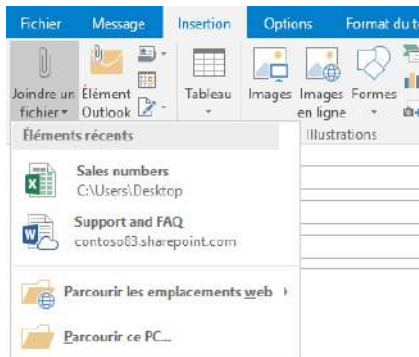 Fichier Message Insertion Options Format du t
Joindre un fichier
Élément Outlook
Tableau
Images
Images en ligne
Formes
Illustrations
Éléments récents
Sales numbers
C:\Users\Desktop
Support and FAQ
contoso83.sharepoint.com
Parcourir les emplacements web
Parcourir ce PC...